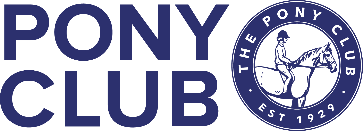 PONY
CLUB
THE PONY CLUB
· EST 1929 ·